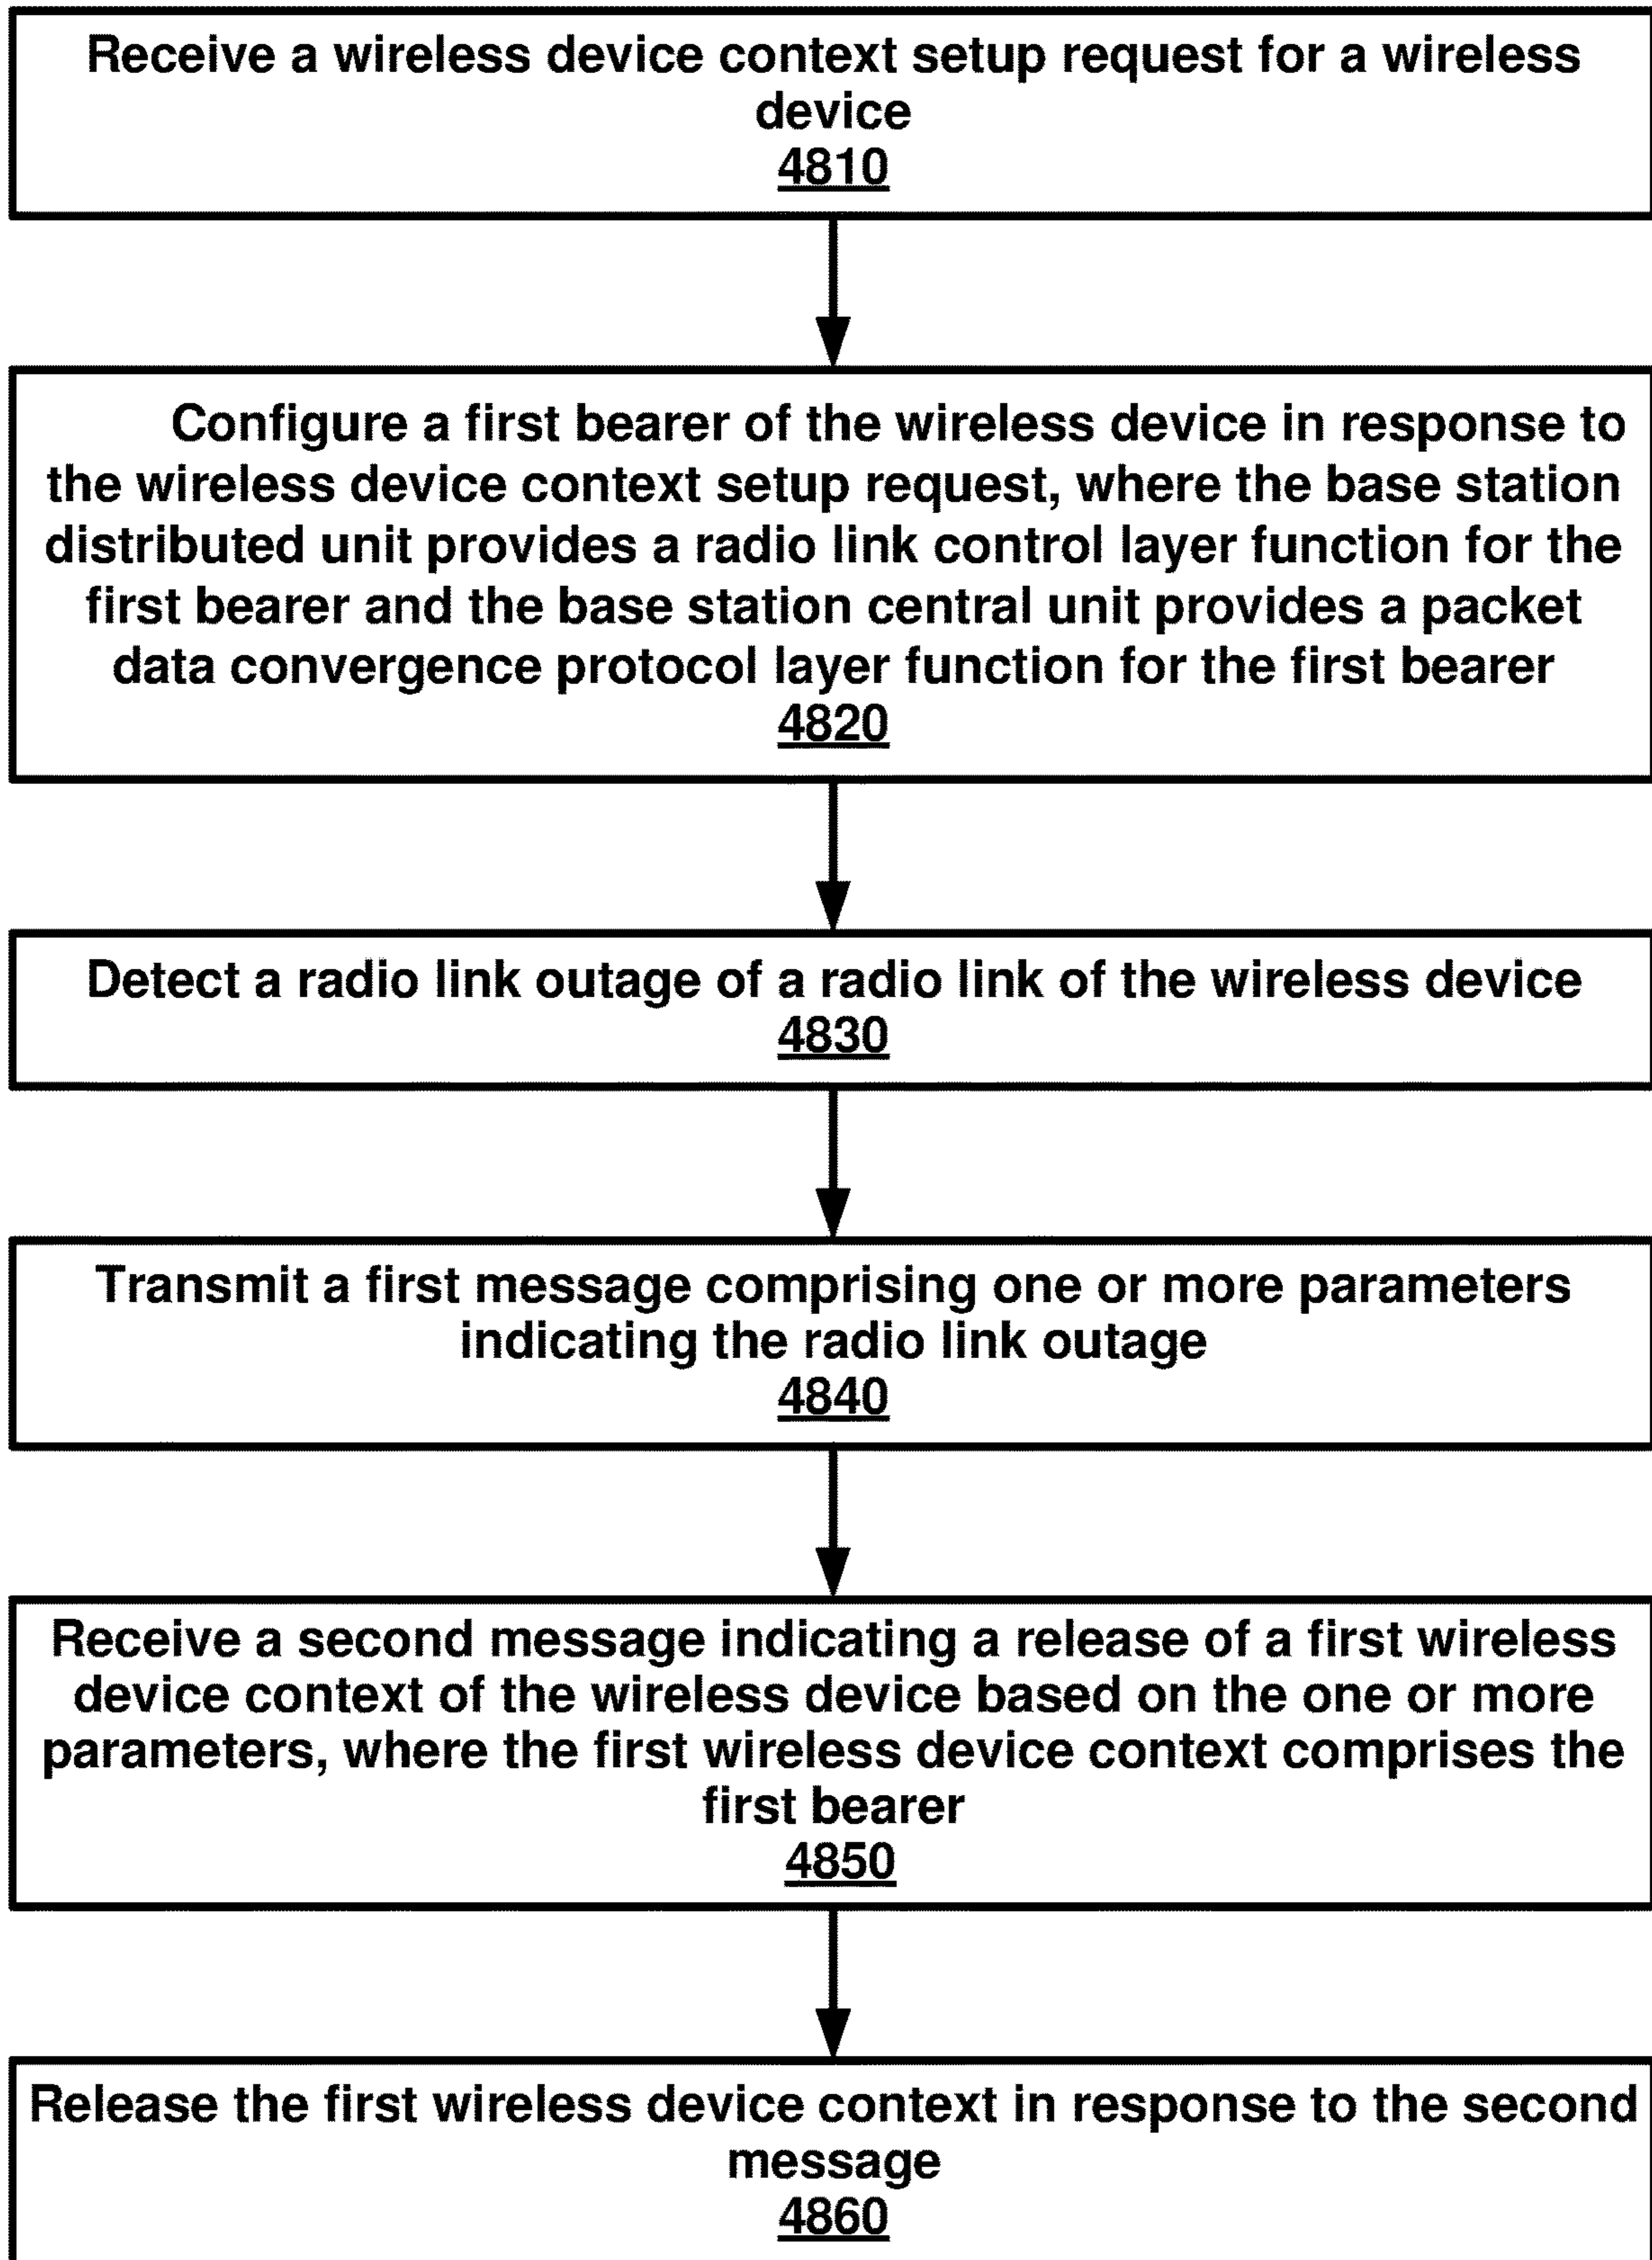 Receive a wireless device context setup request for a wireless
device
4810
Configure a first bearer of the wireless device in response to
the wireless device context setup request, where the base station
distributed unit provides a radio link control layer function for the
first bearer and the base station central unit provides a packet
data convergence protocol layer function for the first bearer
4820
Detect a radio link outage of a radio link of the wireless device
4830
Transmit a first message comprising one or more parameters
indicating the radio link outage
4840
Receive a second message indicating a release of a first wireless
device context of the wireless device based on the one or more
parameters, where the first wireless device context comprises the
first bearer
4850
Release the first wireless device context in response to the second
message
4860